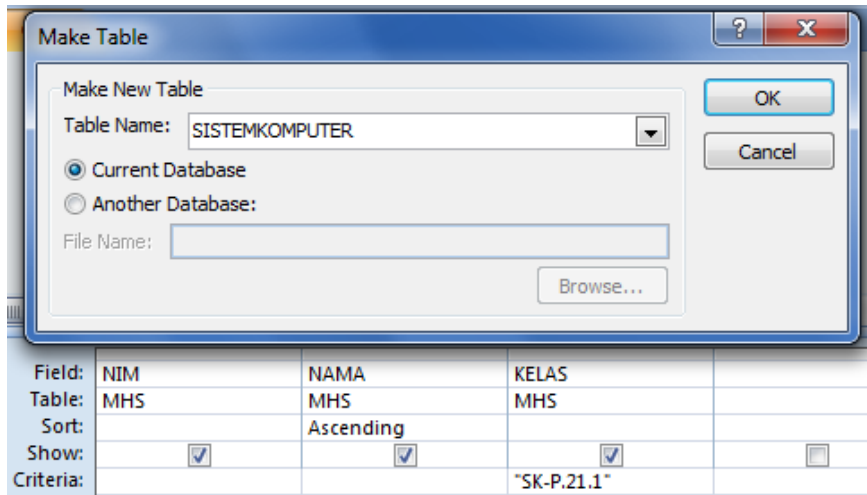 Make Table
? X
Make New Table
Table Name: SISTEMKOMPUTER
OK
Cancel
Current Database
Another Database:
File Name:
Browse...
Field: NIM NAMA KELAS
Table: MHS MHS MHS
Sort: Ascending
Show:
Criteria: "SK-P.21.1"